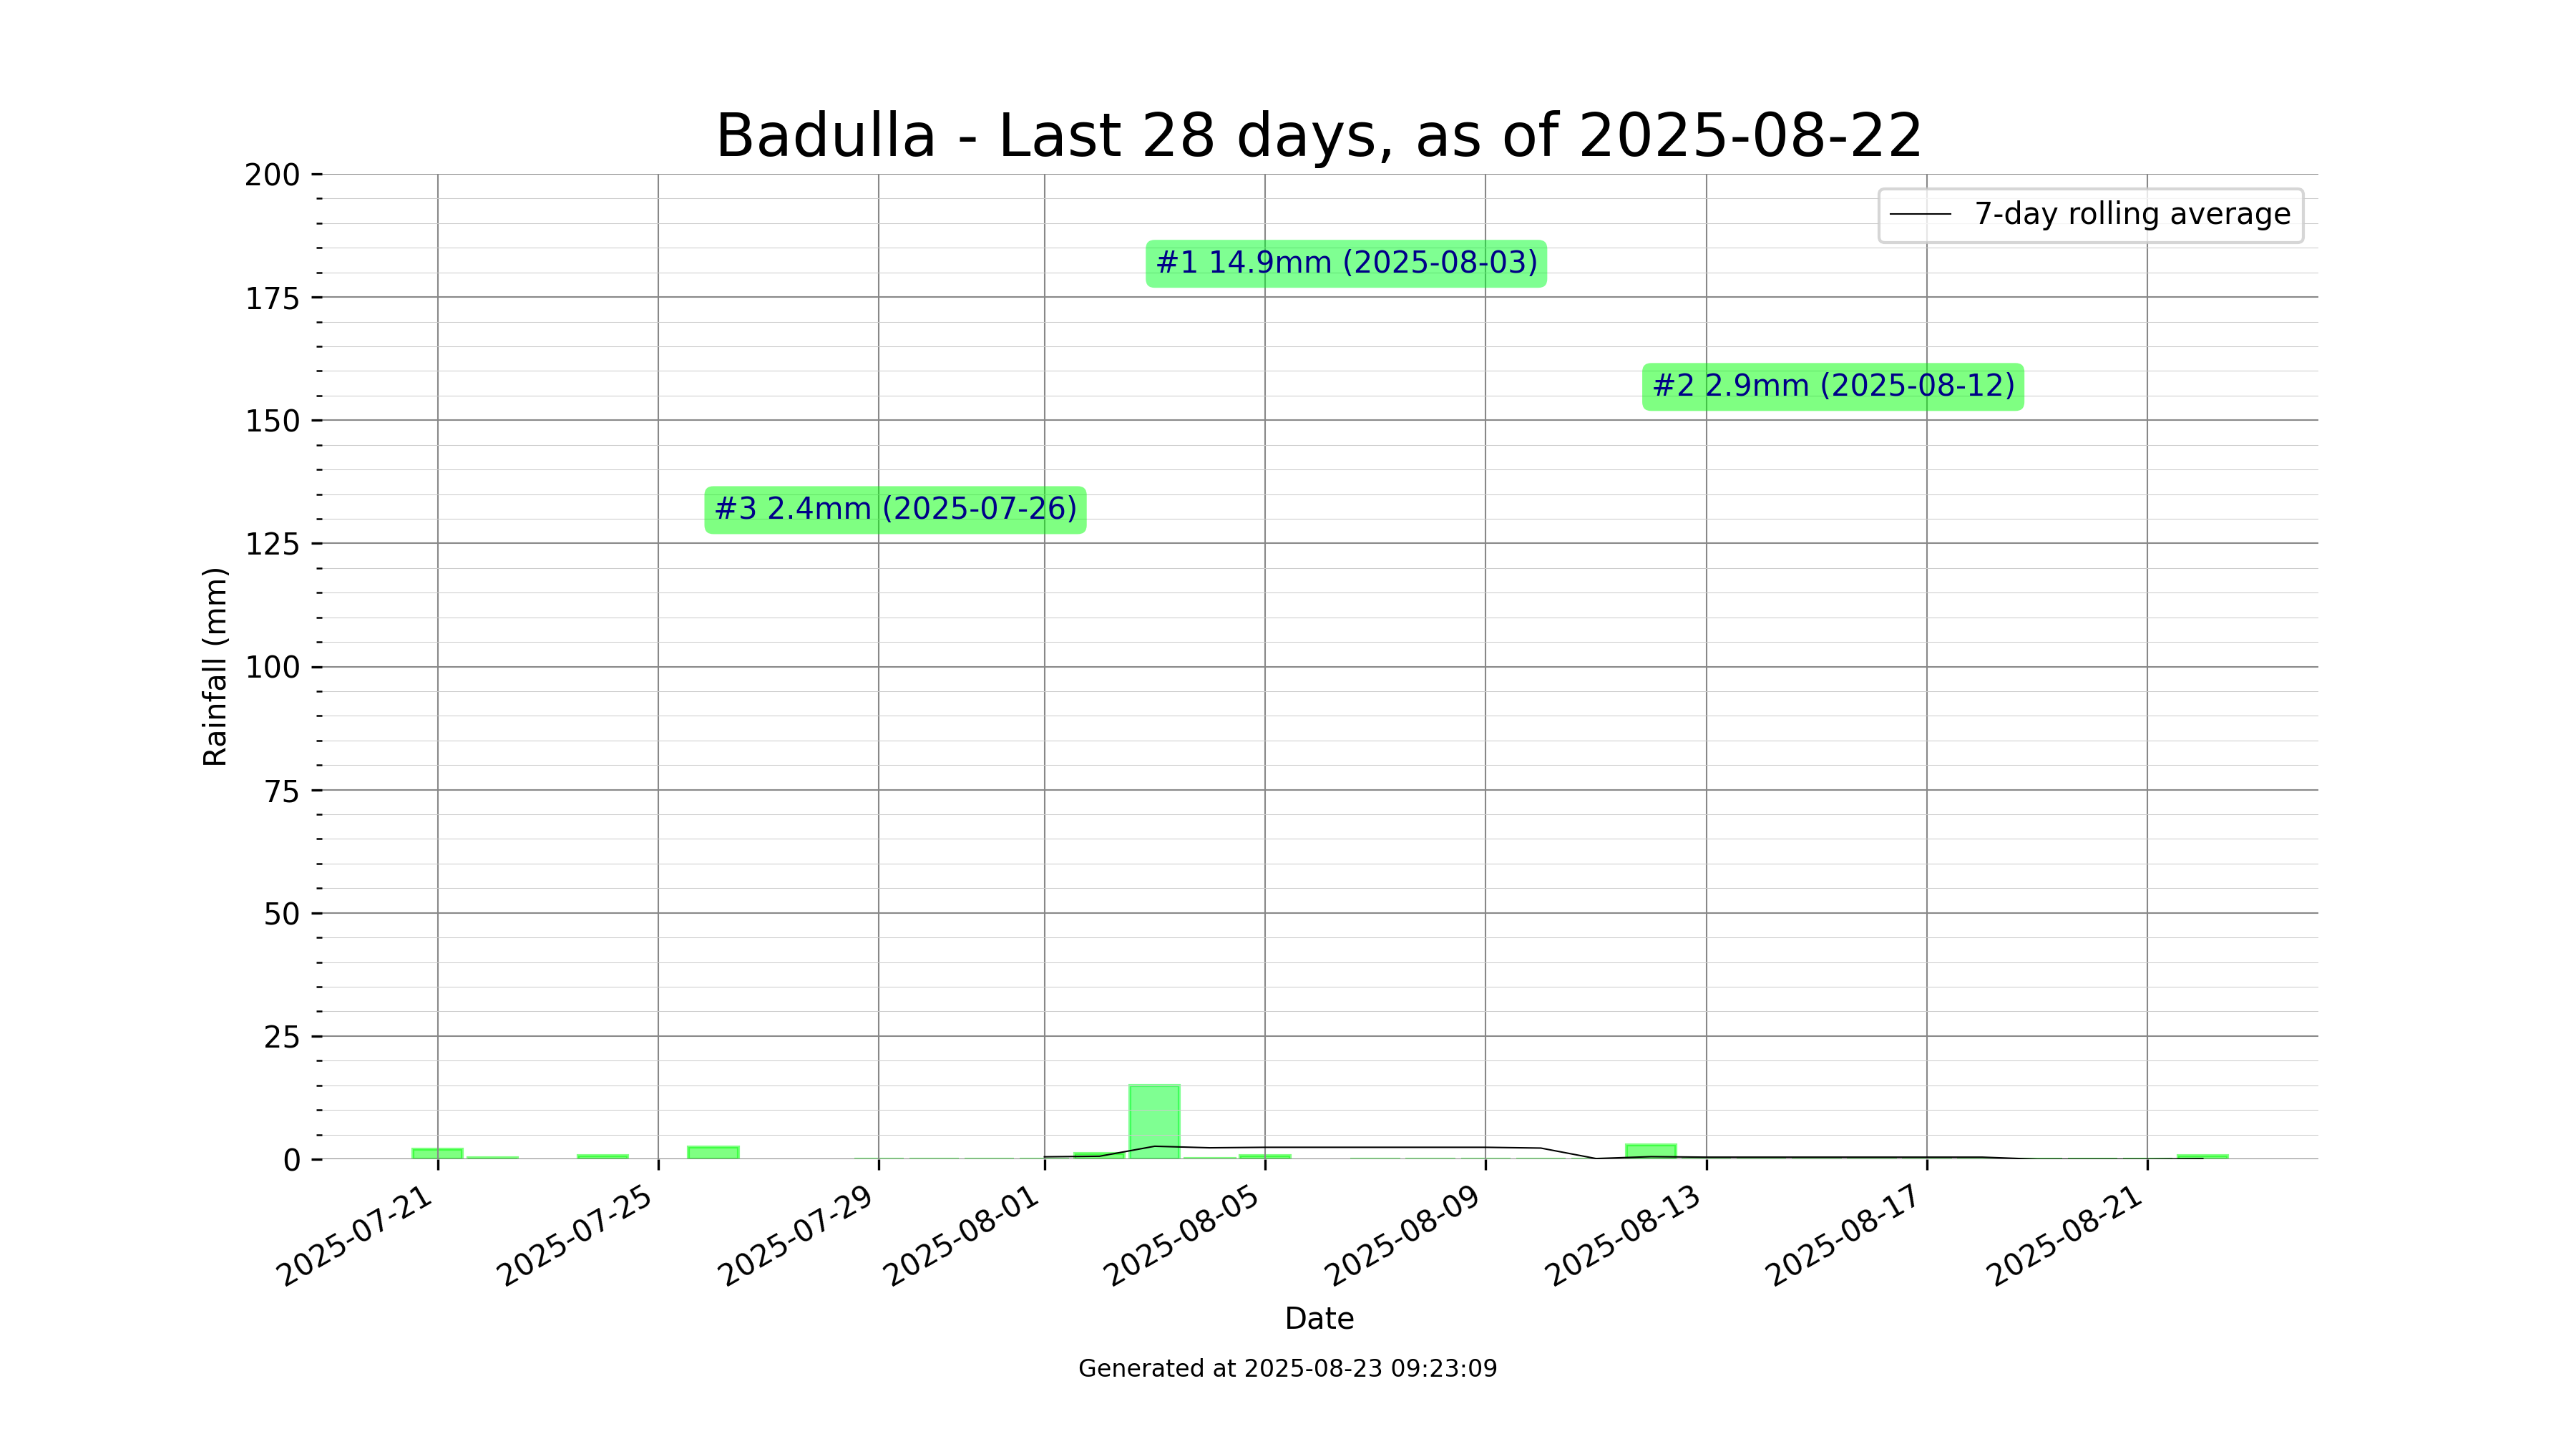 Badulla - Last 28 days, as of 2025-08-22
200
175
150
125
100
75
50
25
0
Rainfall (mm)
7-day rolling average
#1 14.9mm (2025-08-03)
#2 2.9mm (2025-08-12)
#3 2.4mm (2025-07-26)
2025-07-21
2025-07-25
2025-07-29
2025-08-01
2025-08-05
2025-08-09
2025-08-13
2025-08-17
2025-08-21
Date
Generated at 2025-08-23 09:23:09